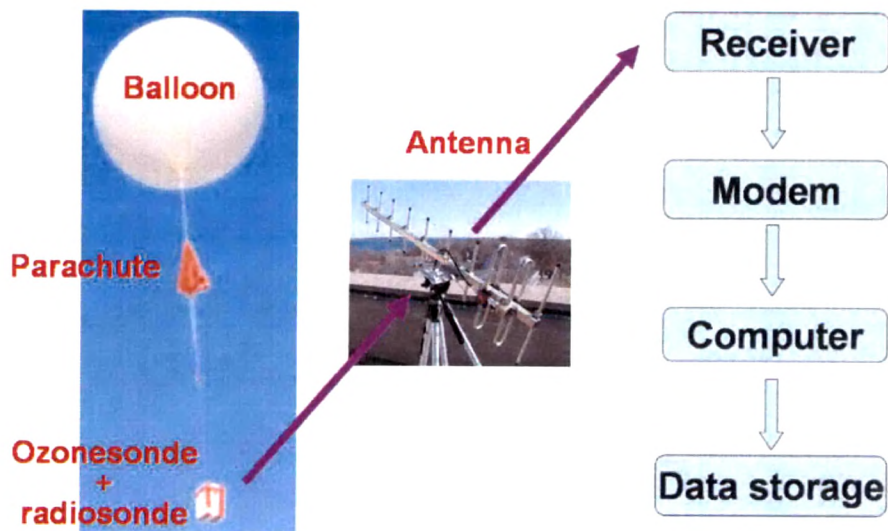 Balloon
Parachute
Ozonesonde
+
radiosonde
Antenna
Receiver
Modem
Computer
Data storage